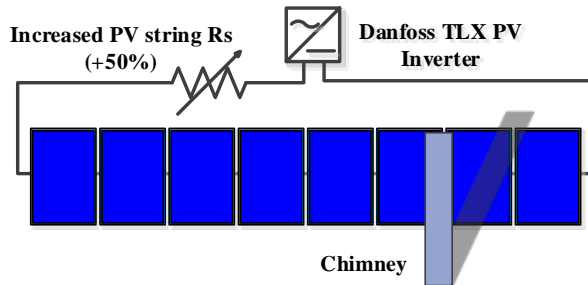 Increased PV string Rs
(+50%)
Danfoss TLX PV
Inverter
Chimney